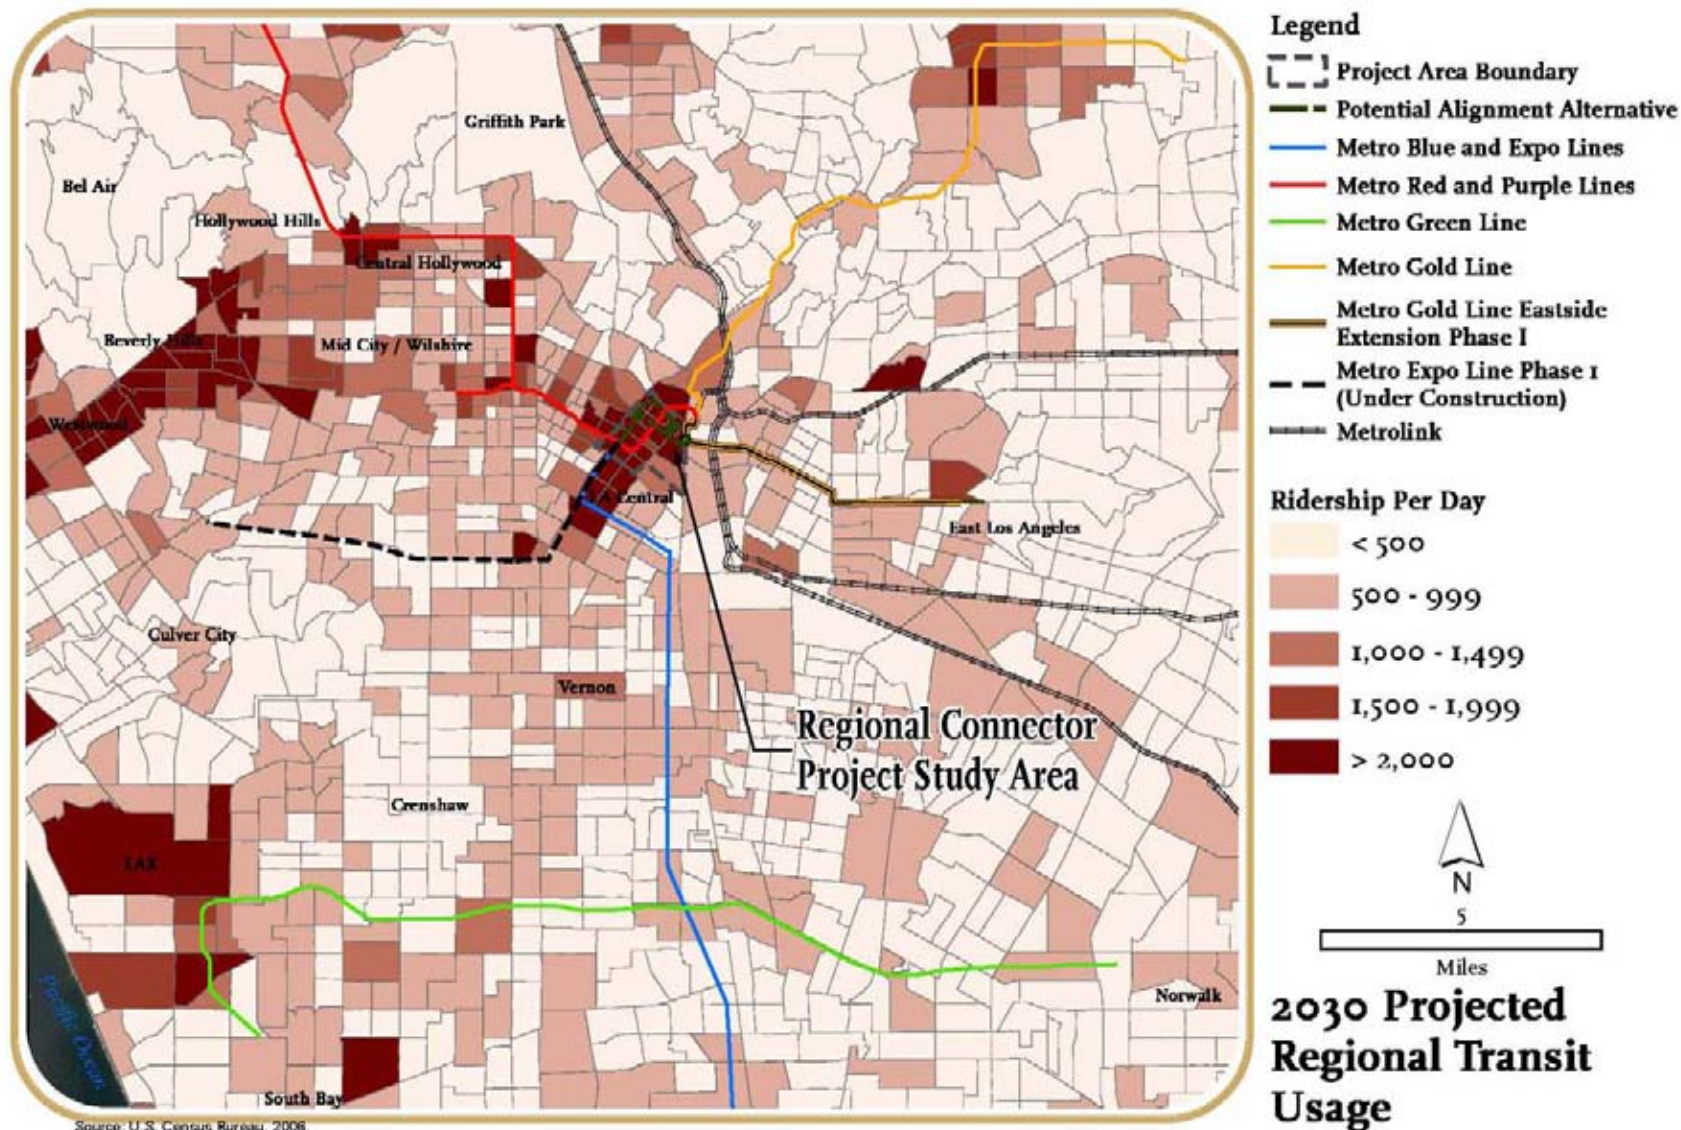 Griffith Park
Bel Air
Hollywood Hills
Central Hollywood
Beverly Hills
Mid City / Wilshire
Westwood
Central
East Los Angeles
Culver City
Vernon
Regional Connector
Project Study Area
Crenshaw
LAX
Pacific Ocean
Norwalk
South Bay
Source: U.S. Census Bureau, 2006.
Legend
Project Area Boundary
Potential Alignment Alternative
Metro Blue and Expo Lines
Metro Red and Purple Lines
Metro Green Line
Metro Gold Line
Metro Gold Line Eastside
Extension Phase I
Metro Expo Line Phase 1
(Under Construction)
Metrolink
Ridership Per Day
< 500
500 - 999
1,000 - 1,499
1,500 - 1,999
> 2,000
N
5
Miles
2030 Projected
Regional Transit
Usage